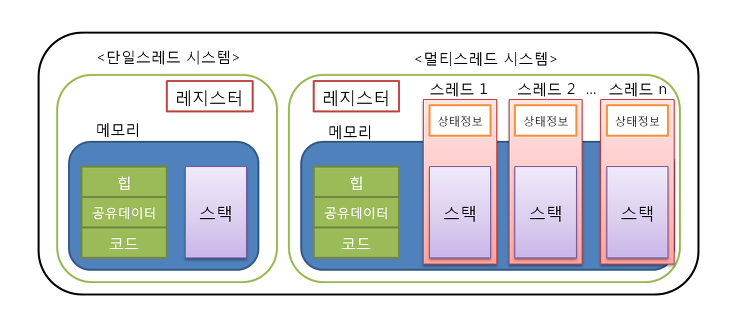 <단일스레드 시스템>
레지스터
메모리
힙
공유데이터
코드
스택
<멀티스레드 시스템>
레지스터
메모리
힙
공유데이터
코드
스레드 1
상태정보
스택
스레드 2
상태정보
스택
...
스레드 n
상태정보
스택